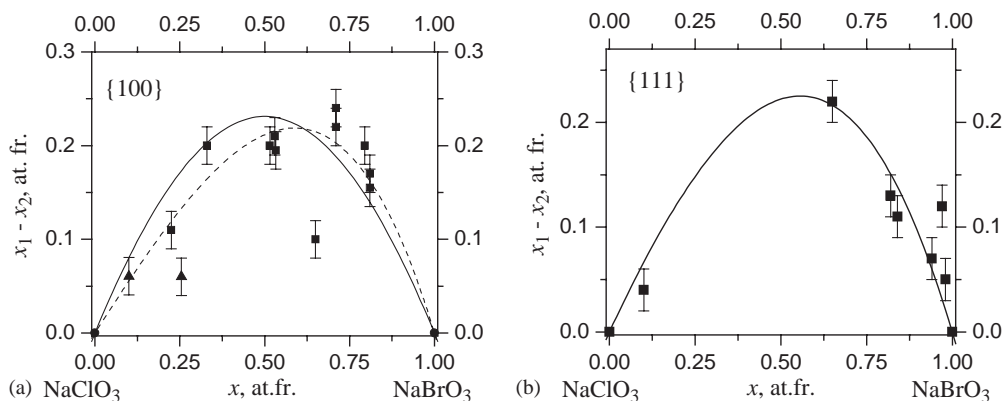 0.00 0.25 0.50 0.75 1.00
0.3 0.3
{100}
0.2 0.2
x₁ - x₂, at. fr.
0.1 0.1
0.0 0.0
0.00 0.25 0.50 0.75 1.00
(a) NaClO₃ x, at.fr. NaBrO₃
0.00 0.25 0.50 0.75 1.00
{111}
0.2 0.2
x₁ - x₂, at. fr.
0.1 0.1
0.0 0.0
0.00 0.25 0.50 0.75 1.00
(b) NaClO₃ x, at.fr. NaBrO₃